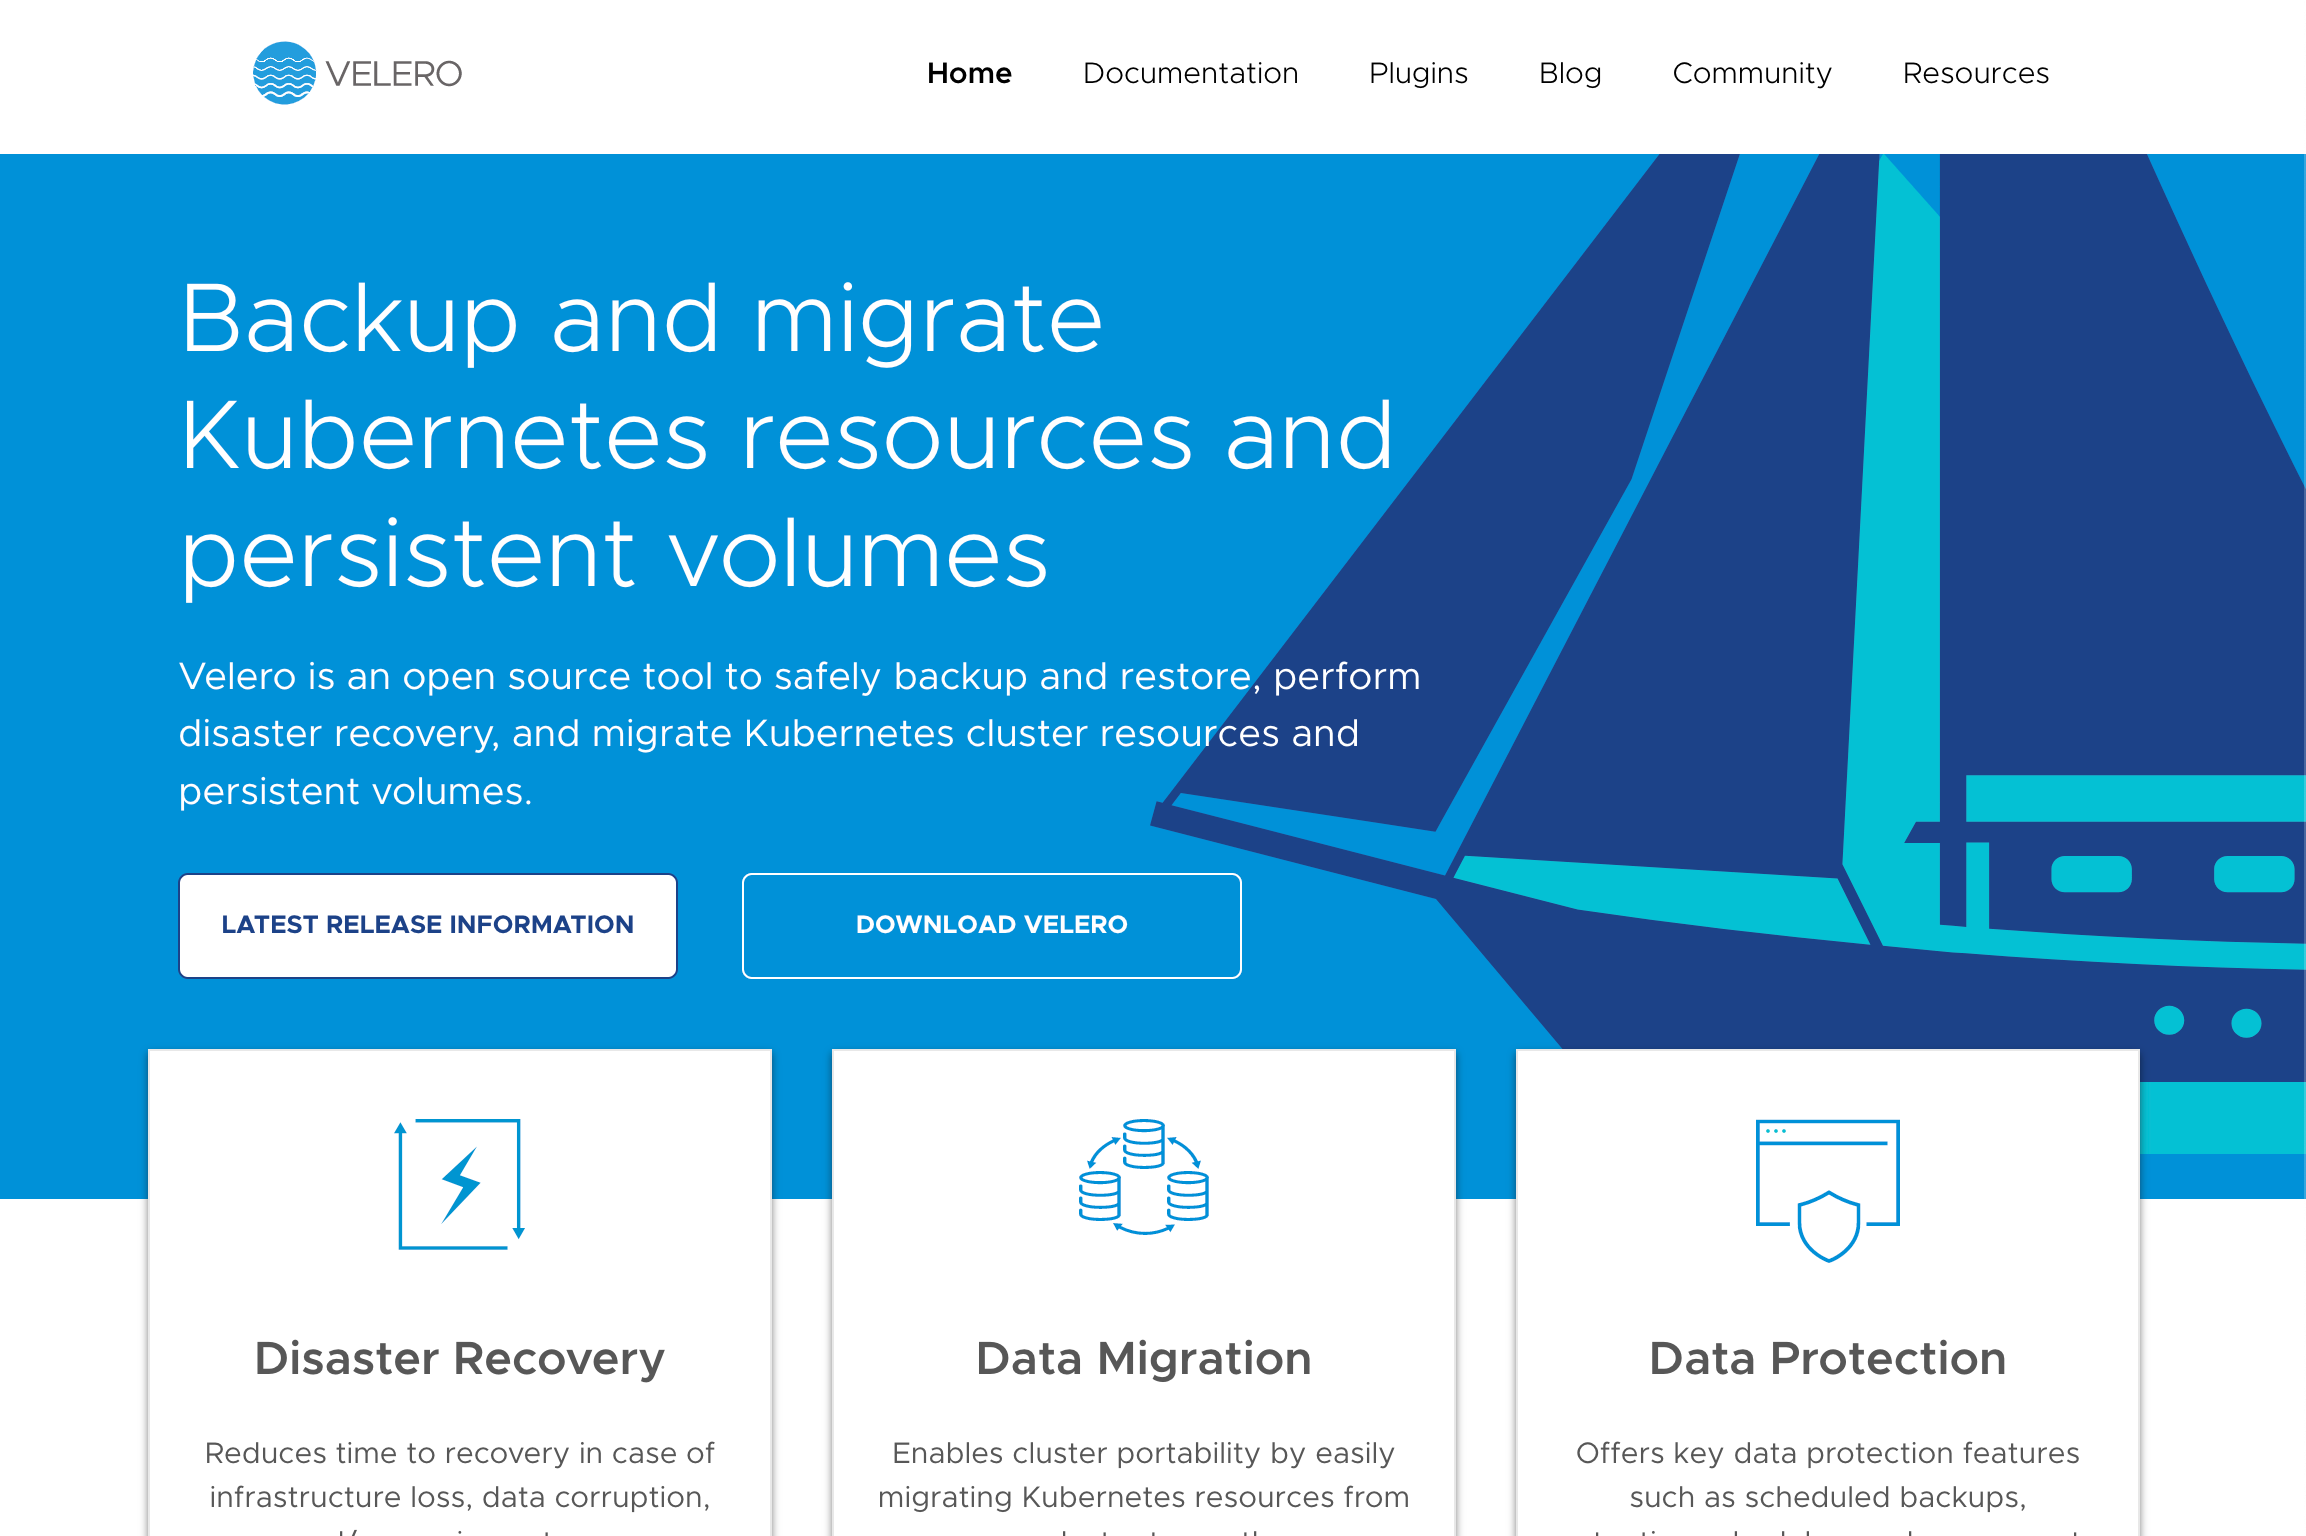 VELERO
Home Documentation Plugins Blog Community Resources
Backup and migrate
Kubernetes resources and
persistent volumes
Velero is an open source tool to safely backup and restore, perform
disaster recovery, and migrate Kubernetes cluster resources and
persistent volumes.
LATEST RELEASE INFORMATION
DOWNLOAD VELERO
Disaster Recovery
Reduces time to recovery in case of
infrastructure loss, data corruption,
Data Migration
Enables cluster portability by easily
migrating Kubernetes resources from
Data Protection
Offers key data protection features
such as scheduled backups,